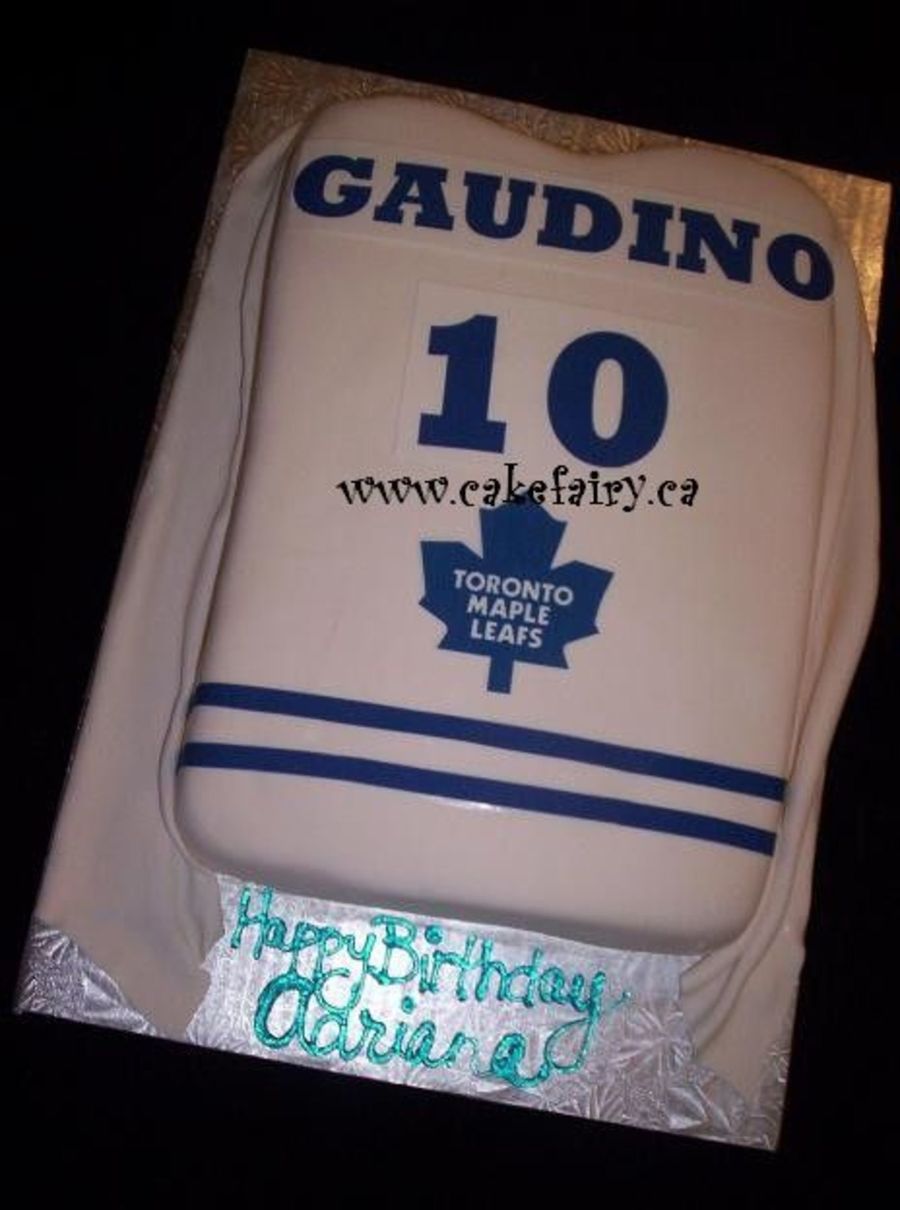 GAUDINO
10
www.cakefairy.ca
TORONTO
MAPLE
LEAFS
Happy Birthday
Adriana